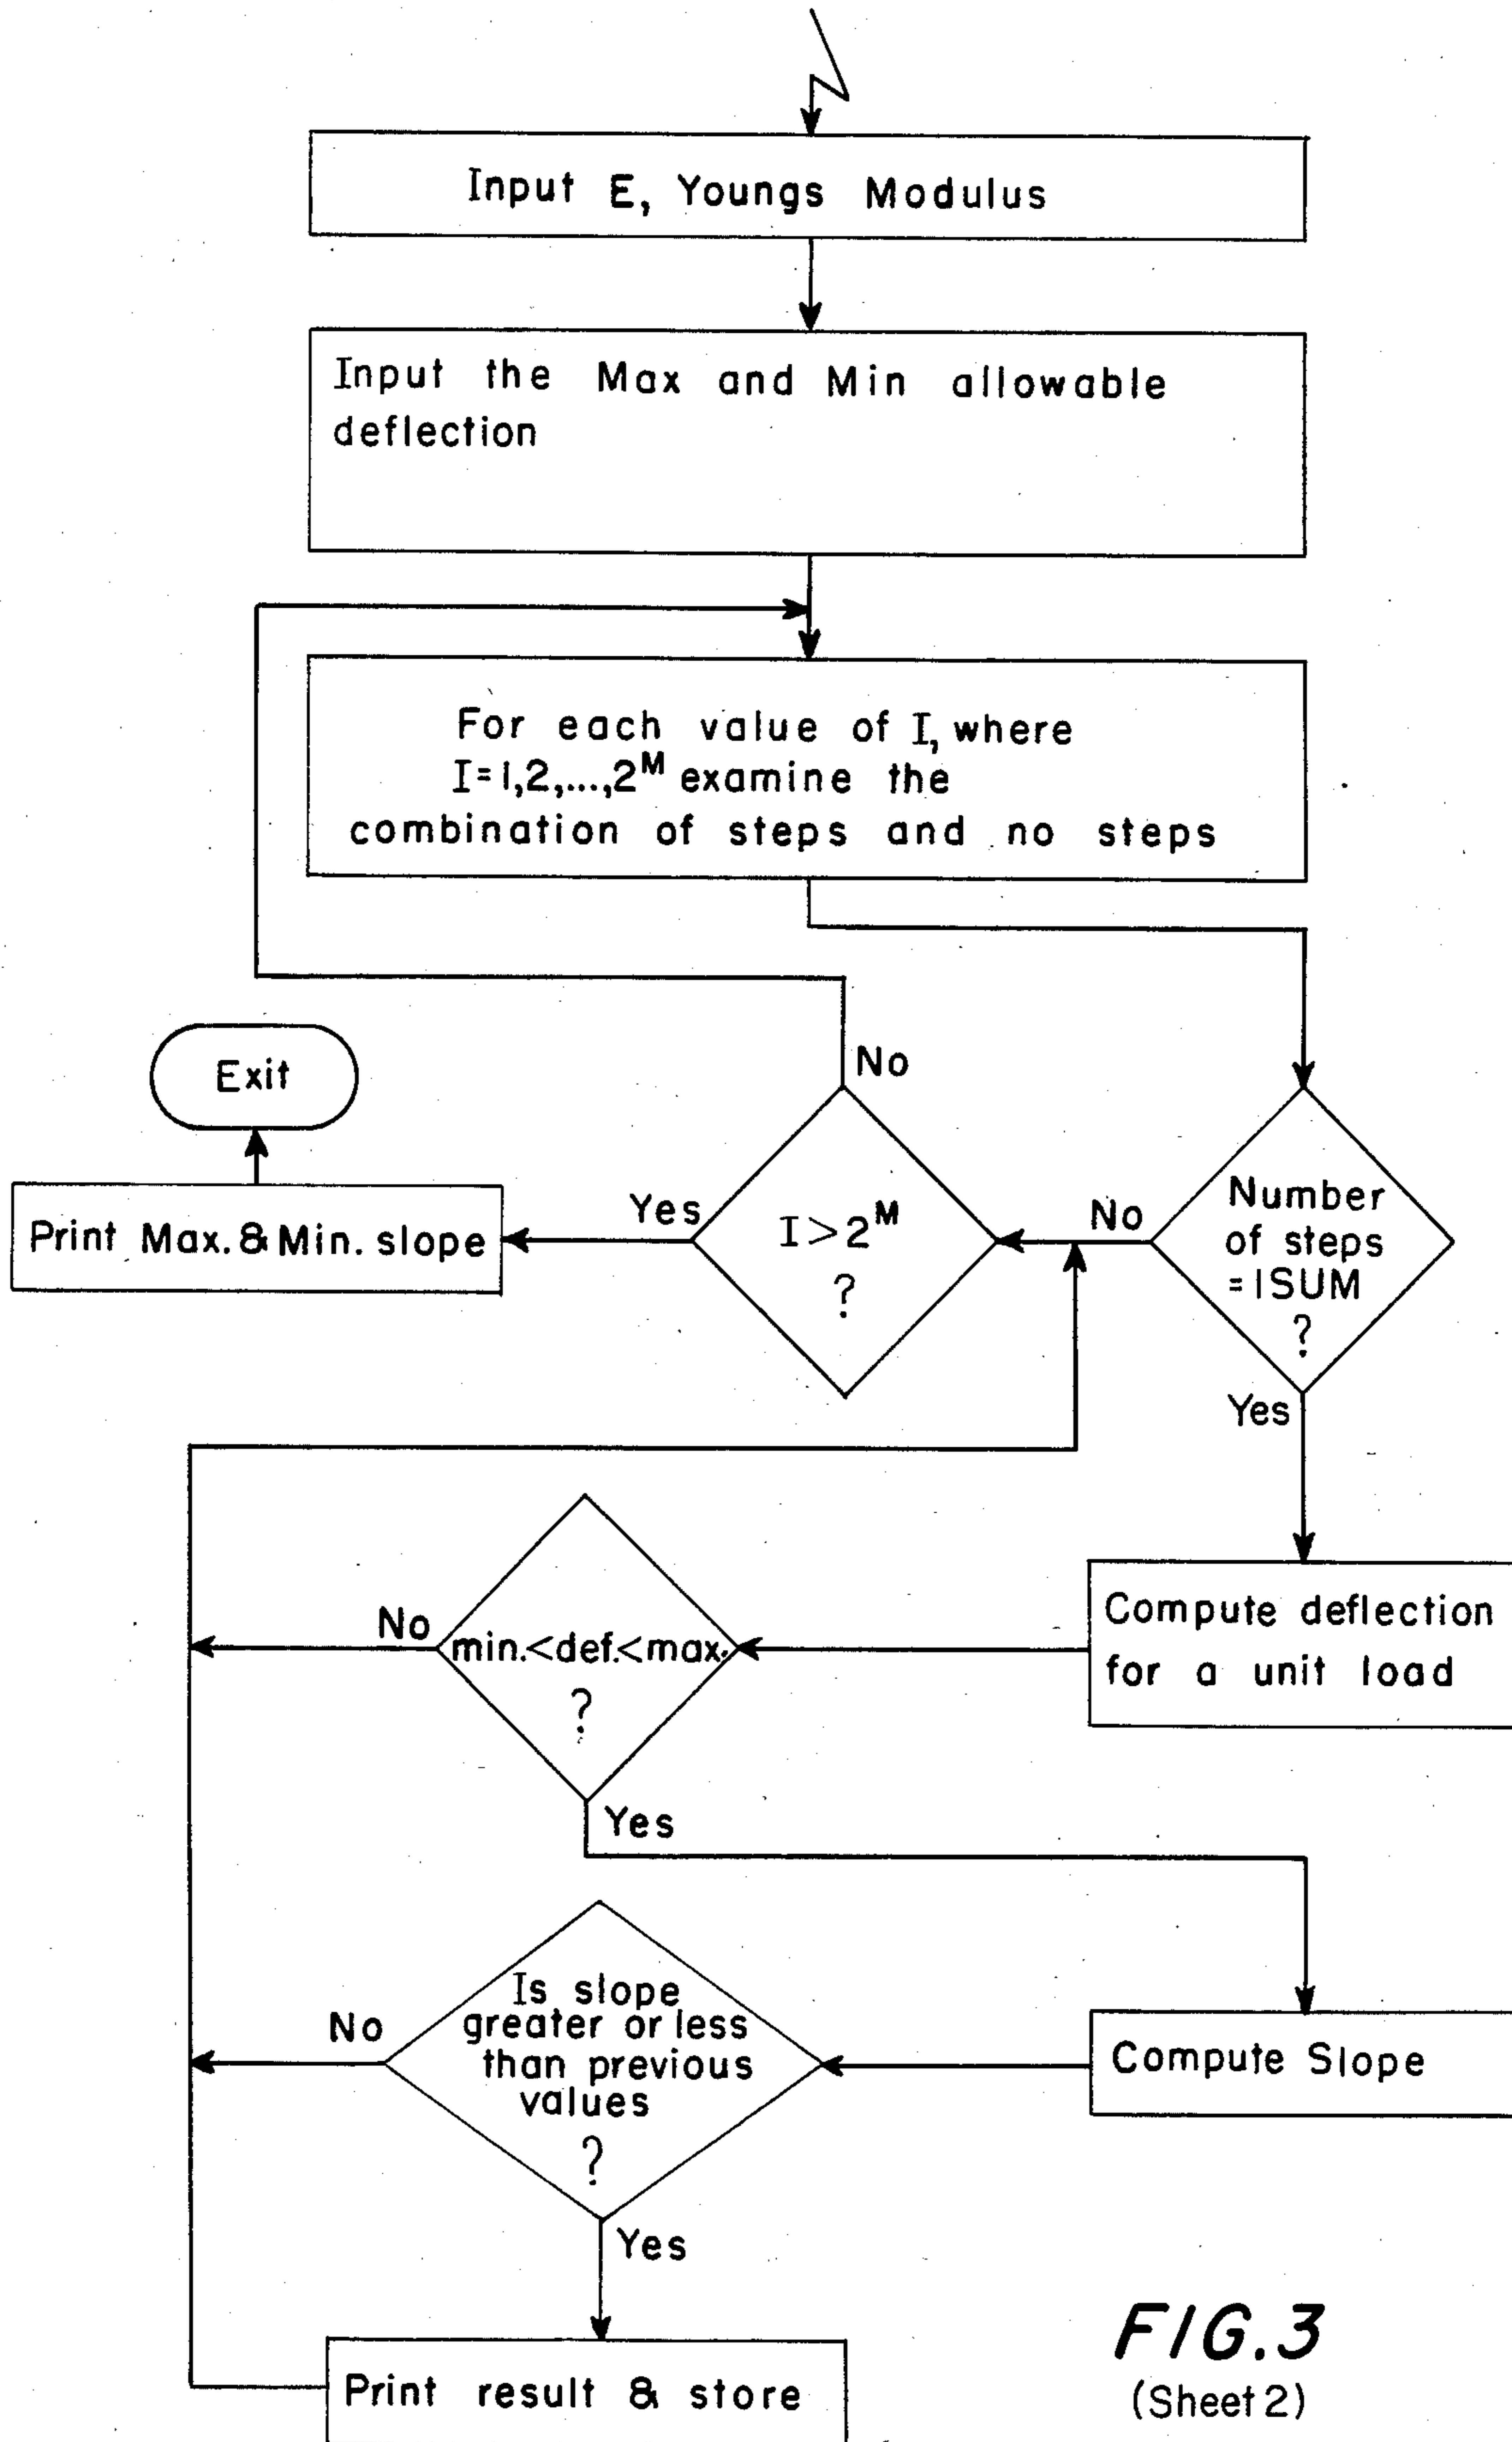 Input E, Youngs Modulus
Input the Max and Min allowable
deflection
For each value of I, where
I=1,2,...,2^M examine the
combination of steps and no steps
Exit
No
Print Max. & Min. slope
Yes
I>2^M
?
No
Number
of steps
=ISUM
?
Yes
No
min.<def.<max.
?
Compute deflection
for a unit load
Yes
No
Is slope
greater or less
than previous
values
?
Compute Slope
Yes
Print result & store
FIG.3
(Sheet 2)